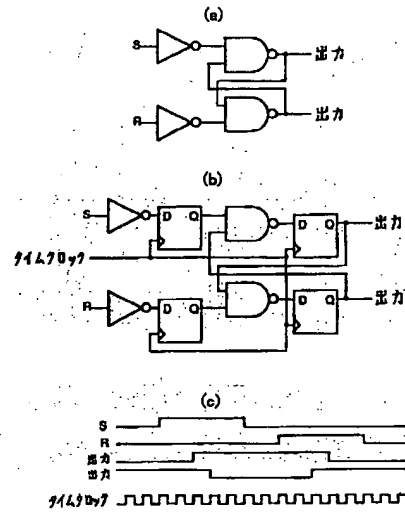 (a)
S 出力
R 出力
(b)
S D Q D Q 出力
タイムクロック
R D Q D Q 出力
(c)
S
R
出力
出力
タイムクロック